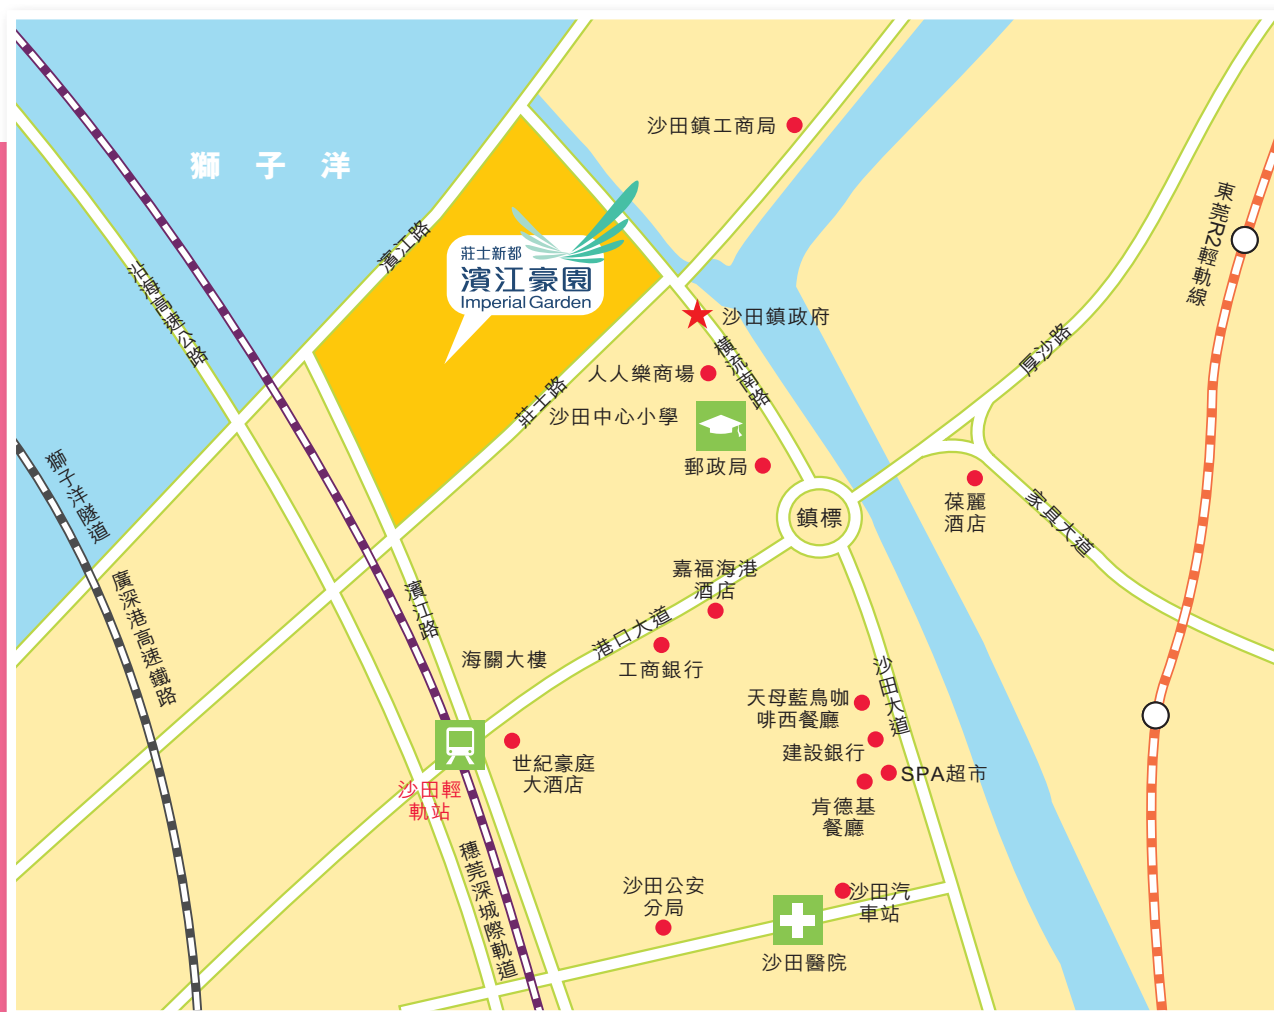 沙田鎮工商局
獅子洋
東莞R2輕軌線
濱江路
莊士新都
濱江豪園
Imperial Garden
沿海高速公路
沙田鎮政府
橫流南路
厚沙路
人人樂商場
莊士路
沙田中心小學
郵政局
獅子洋隧道
葆麗
酒店
鎮標
家具大道
廣深港高速鐵路
嘉福海港
酒店
濱江路
港口大道
海關大樓
工商銀行
沙田大道
天母藍鳥咖
啡西餐廳
建設銀行
世紀豪庭
大酒店
SPA超市
沙田輕
軌站
肯德基
餐廳
穗莞深城際軌道
沙田公安
分局
沙田汽
車站
沙田醫院